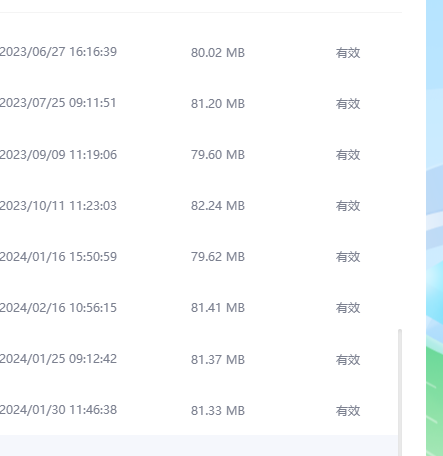 2023/06/27 16:16:39 80.02 MB 有效
2023/07/25 09:11:51 81.20 MB 有效
2023/09/09 11:19:06 79.60 MB 有效
2023/10/11 11:23:03 82.24 MB 有效
2024/01/16 15:50:59 79.62 MB 有效
2024/02/16 10:56:15 81.41 MB 有效
2024/01/25 09:12:42 81.37 MB 有效
2024/01/30 11:46:38 81.33 MB 有效